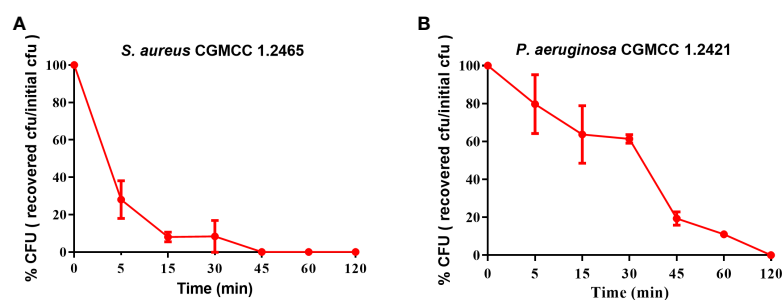 A
S. aureus CGMCC 1.2465
% CFU ( recovered cfu/initial cfu )
100
80
60
40
20
0
0 5 15 30 45 60 120
Time (min)
B
P. aeruginosa CGMCC 1.2421
% CFU ( recovered cfu/initial cfu )
100
80
60
40
20
0
0 5 15 30 45 60 120
Time (min)